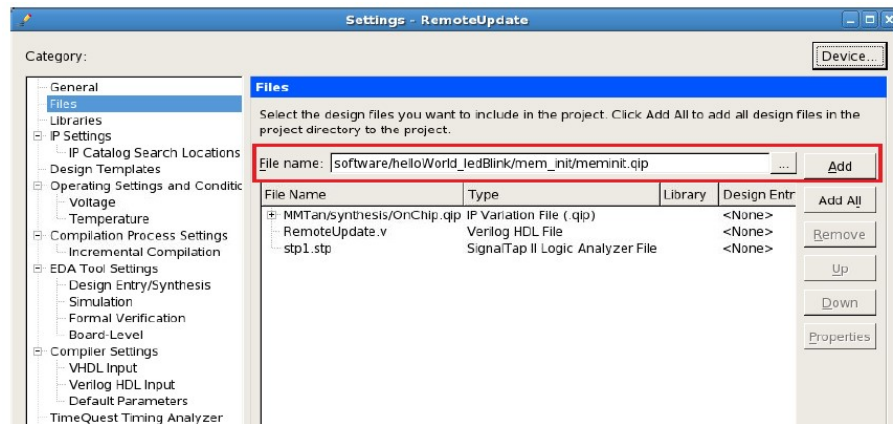 Settings - RemoteUpdate
Category:
Device...
General
Files
Libraries
IP Settings
IP Catalog Search Locations
Design Templates
Operating Settings and Conditic
Voltage
Temperature
Compilation Process Settings
Incremental Compilation
EDA Tool Settings
Design Entry/Synthesis
Simulation
Formal Verification
Board-Level
Compiler Settings
VHDL Input
Verilog HDL Input
Default Parameters
TimeQuest Timing Analyzer
Files
Select the design files you want to include in the project. Click Add All to add all design files in the
project directory to the project.
File name: software/helloWorld_ledBlink/mem_init/meminit.qip ... Add
File Name Type Library Design Entr Add All
MMTan/synthesis/OnChip.qip IP Variation File (.qip) <None>
RemoteUpdate.v Verilog HDL File <None> Remove
stp1.stp SignalTap II Logic Analyzer File <None>
Up
Down
Properties